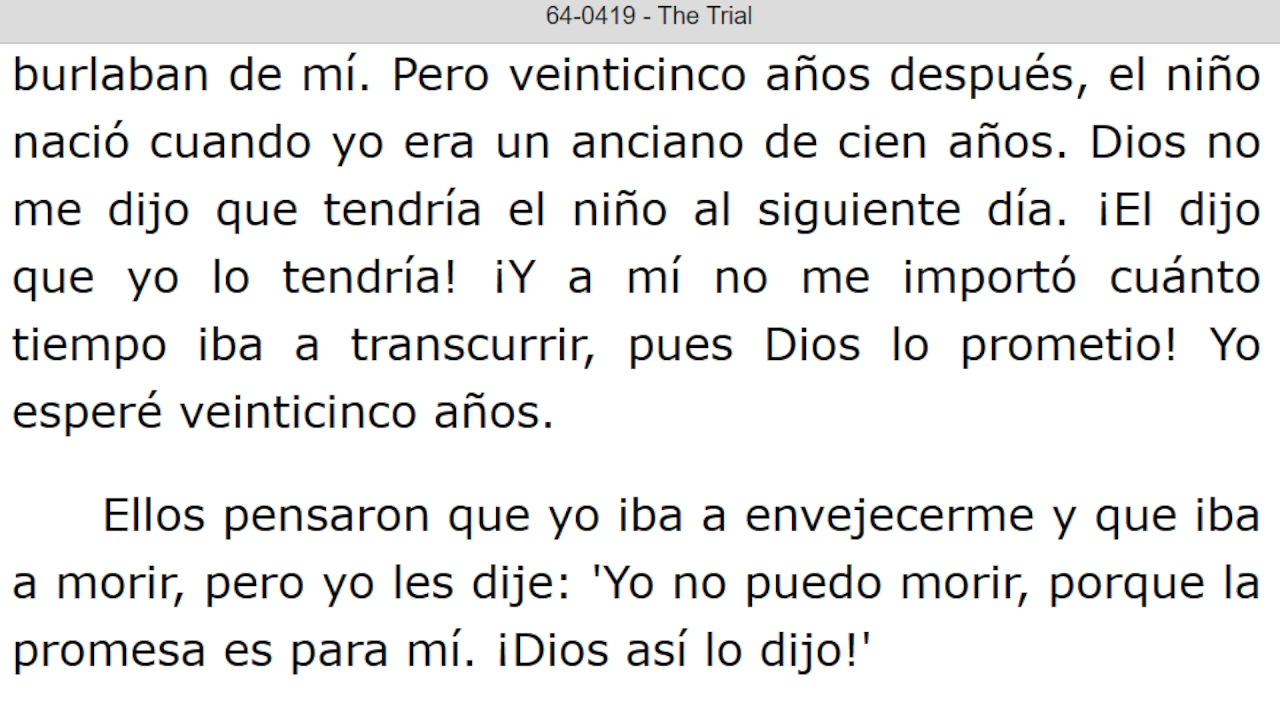 64-0419 - The Trial
burlaban de mí. Pero veinticinco años después, el niño
nació cuando yo era un anciano de cien años. Dios no
me dijo que tendría el niño al siguiente día. ¡El dijo
que yo lo tendría! ¡Y a mí no me importó cuánto
tiempo iba a transcurrir, pues Dios lo prometio! Yo
esperé veinticinco años.
Ellos pensaron que yo iba a envejecerme y que iba
a morir, pero yo les dije: 'Yo no puedo morir, porque la
promesa es para mí. ¡Dios así lo dijo!'